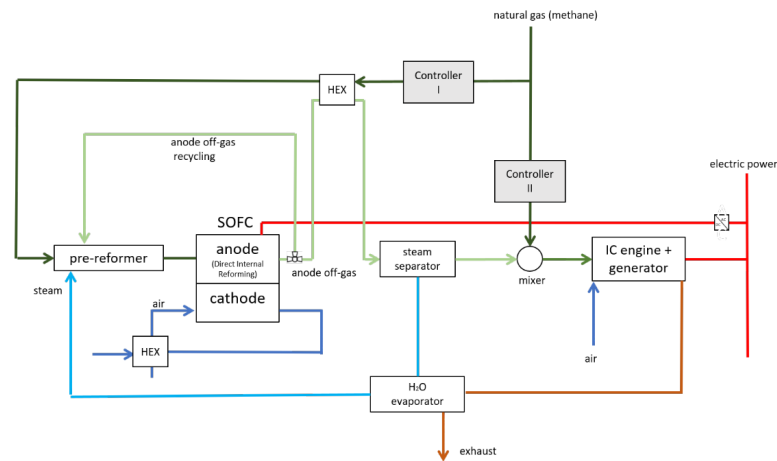 natural gas (methane)
Controller
I
HEX
anode off-gas
recycling
electric power
Controller
II
SOFC
pre-reformer
anode
(Direct Internal
Reforming)
anode off-gas
steam
separator
mixer
IC engine +
generator
steam
air
cathode
HEX
air
H₂O
evaporator
exhaust